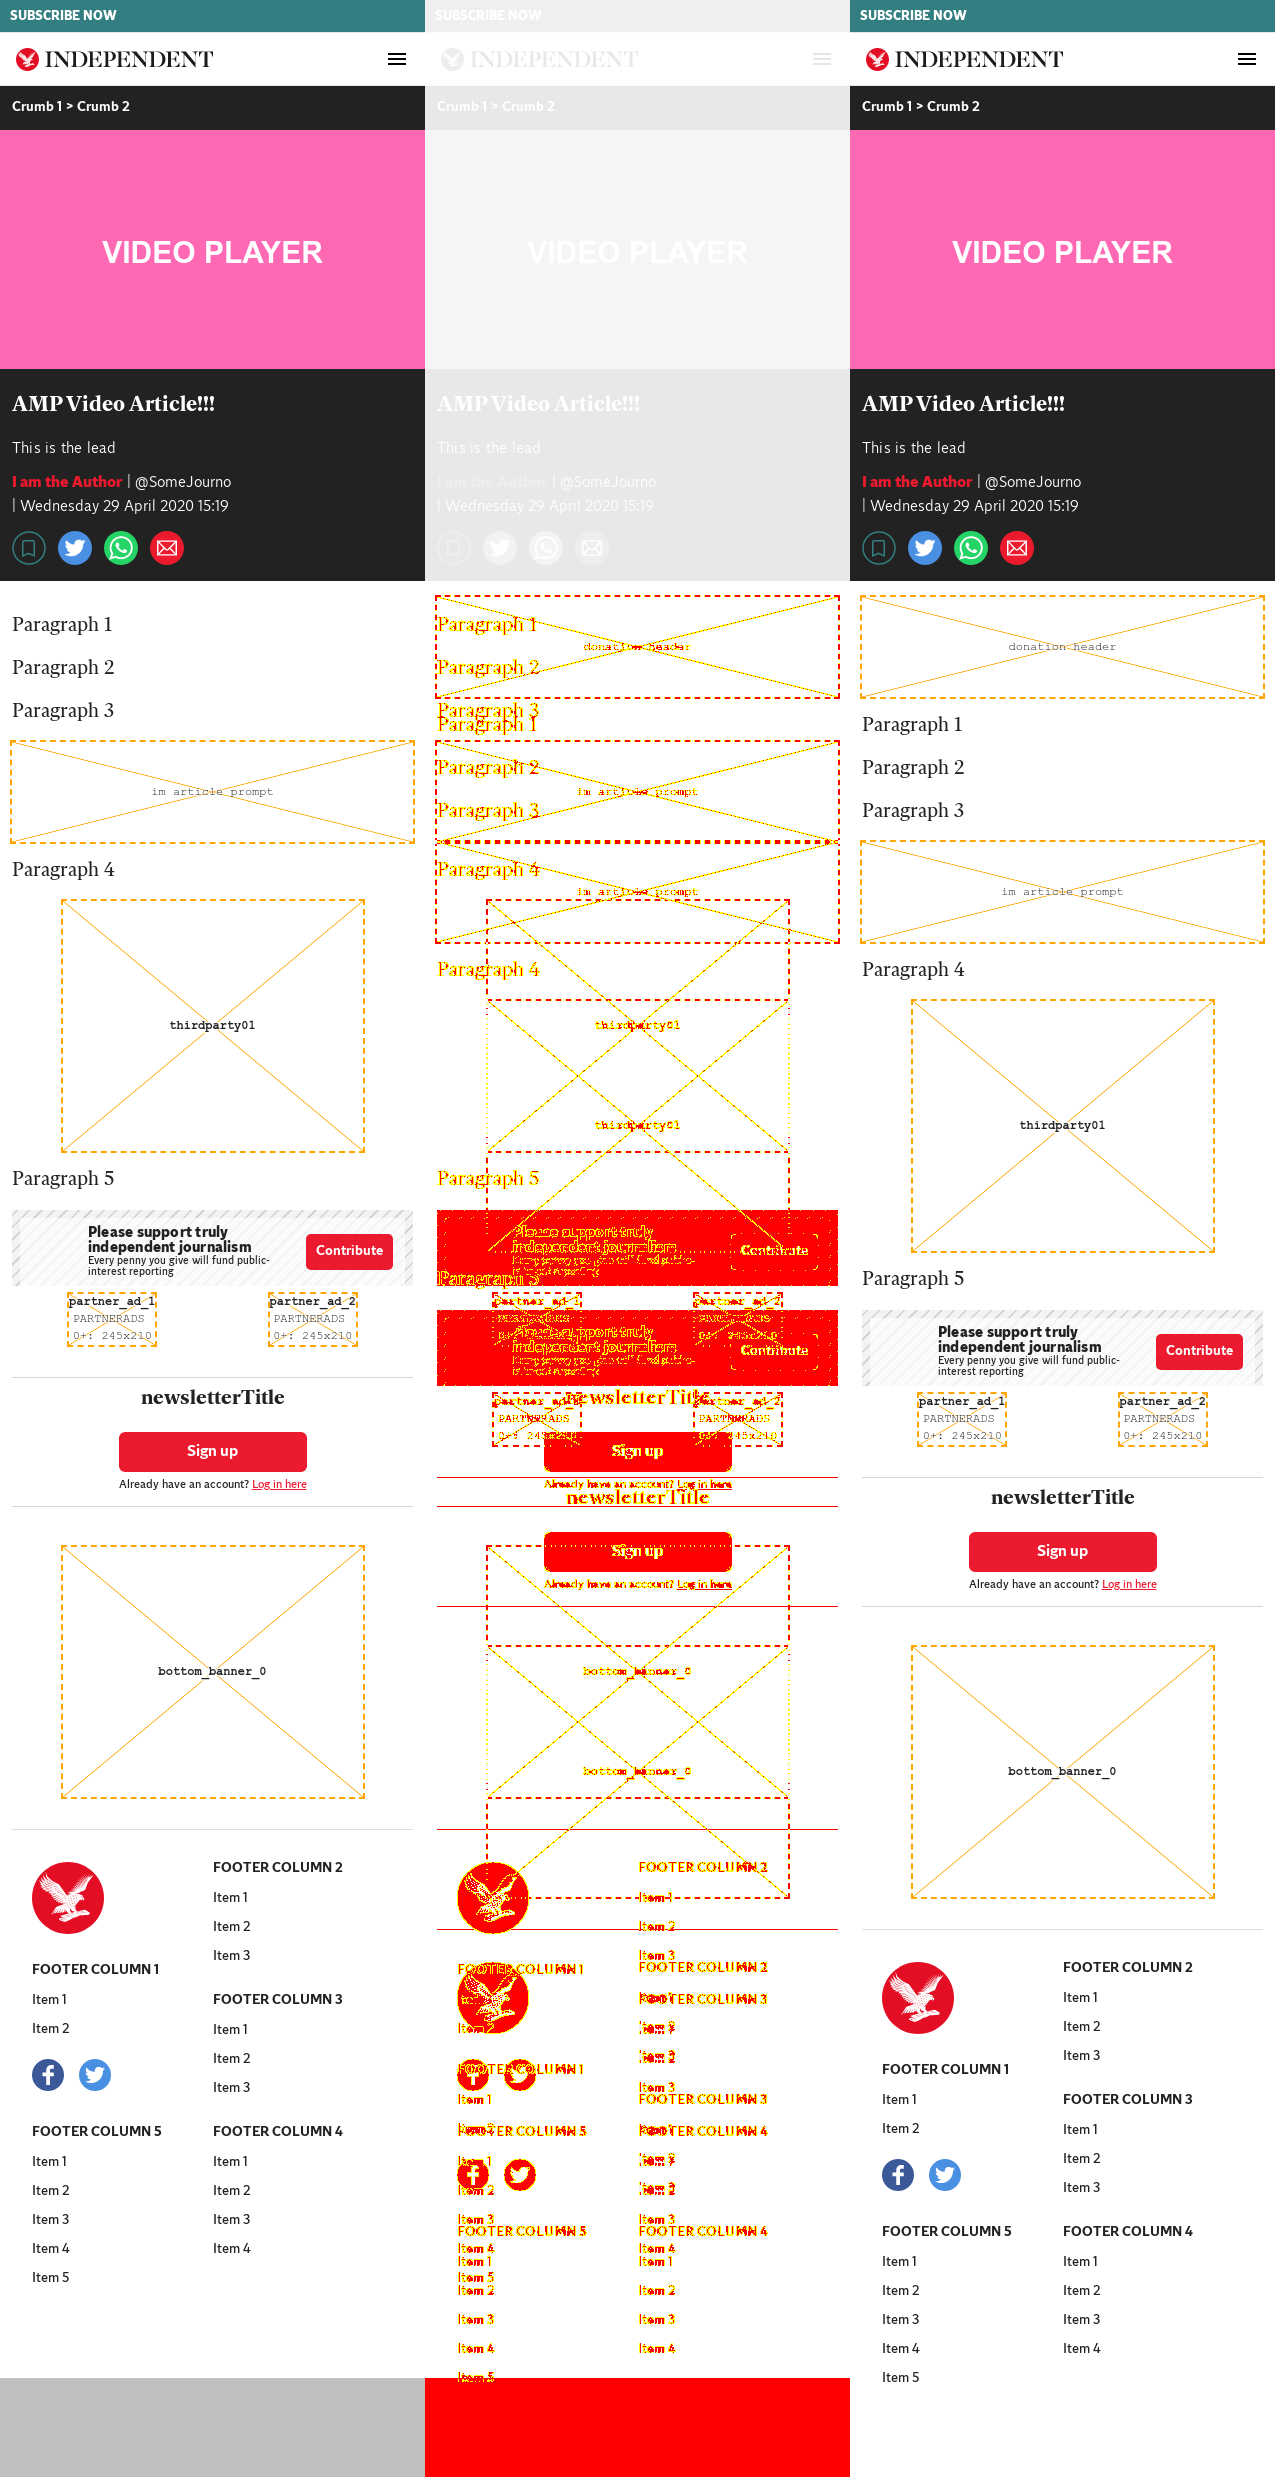 SUBSCRIBE NOW
INDEPENDENT
Crumb 1 > Crumb 2
VIDEO PLAYER
AMP Video Article!!!
This is the lead
I am the Author | @SomeJourno
| Wednesday 29 April 2020 15:19
Paragraph 1
Paragraph 2
Paragraph 3
im article prompt
Paragraph 4
thirdparty01
Paragraph 5
Please support truly
independent journalism
Every penny you give will fund public-
interest reporting
Contribute
partner_ad_1
PARTNERADS
0+: 245x210
partner_ad_2
PARTNERADS
0+: 245x210
newsletterTitle
Sign up
Already have an account? Log in here
bottom_banner_0
FOOTER COLUMN 1
Item 1
Item 2
FOOTER COLUMN 2
Item 1
Item 2
Item 3
FOOTER COLUMN 3
Item 1
Item 2
Item 3
FOOTER COLUMN 5
Item 1
Item 2
Item 3
Item 4
Item 5
FOOTER COLUMN 4
Item 1
Item 2
Item 3
Item 4
SUBSCRIBE NOW
INDEPENDENT
Crumb 1 > Crumb 2
VIDEO PLAYER
AMP Video Article!!!
This is the lead
I am the Author | @SomeJourno
| Wednesday 29 April 2020 15:19
Paragraph 1
donation header
Paragraph 2
Paragraph 3
Paragraph 1
Paragraph 2
im article prompt
Paragraph 3
Paragraph 4
im article prompt
Paragraph 4
thirdparty01
thirdparty01
Paragraph 5
Please support truly
independent journalism
Contribute
Paragraph 5
Please support truly
independent journalism
Contribute
newsletterTitle
PARTNERADS
PARTNERADS
Sign up
Already have an account? Log in here
newsletterTitle
Sign up
Already have an account? Log in here
bottom_banner_0
bottom_banner_0
FOOTER COLUMN 2
Item 1
Item 2
Item 3
FOOTER COLUMN 2
FOOTER COLUMN 1
FOOTER COLUMN 3
Item 2
FOOTER COLUMN 1
Item 3
Item 1
FOOTER COLUMN 3
FOOTER COLUMN 5
FOOTER COLUMN 4
Item 1
Item 2
Item 2
Item 3
Item 3
FOOTER COLUMN 5
FOOTER COLUMN 4
Item 4
Item 4
Item 1
Item 1
Item 5
Item 2
Item 2
Item 3
Item 3
Item 4
Item 4
Item 5
SUBSCRIBE NOW
INDEPENDENT
Crumb 1 > Crumb 2
VIDEO PLAYER
AMP Video Article!!!
This is the lead
I am the Author | @SomeJourno
| Wednesday 29 April 2020 15:19
donation header
Paragraph 1
Paragraph 2
Paragraph 3
im article prompt
Paragraph 4
thirdparty01
Paragraph 5
Please support truly
independent journalism
Every penny you give will fund public-
interest reporting
Contribute
partner_ad_1
PARTNERADS
0+: 245x210
partner_ad_2
PARTNERADS
0+: 245x210
newsletterTitle
Sign up
Already have an account? Log in here
bottom_banner_0
FOOTER COLUMN 1
Item 1
Item 2
FOOTER COLUMN 2
Item 1
Item 2
Item 3
FOOTER COLUMN 3
Item 1
Item 2
Item 3
FOOTER COLUMN 5
Item 1
Item 2
Item 3
Item 4
Item 5
FOOTER COLUMN 4
Item 1
Item 2
Item 3
Item 4